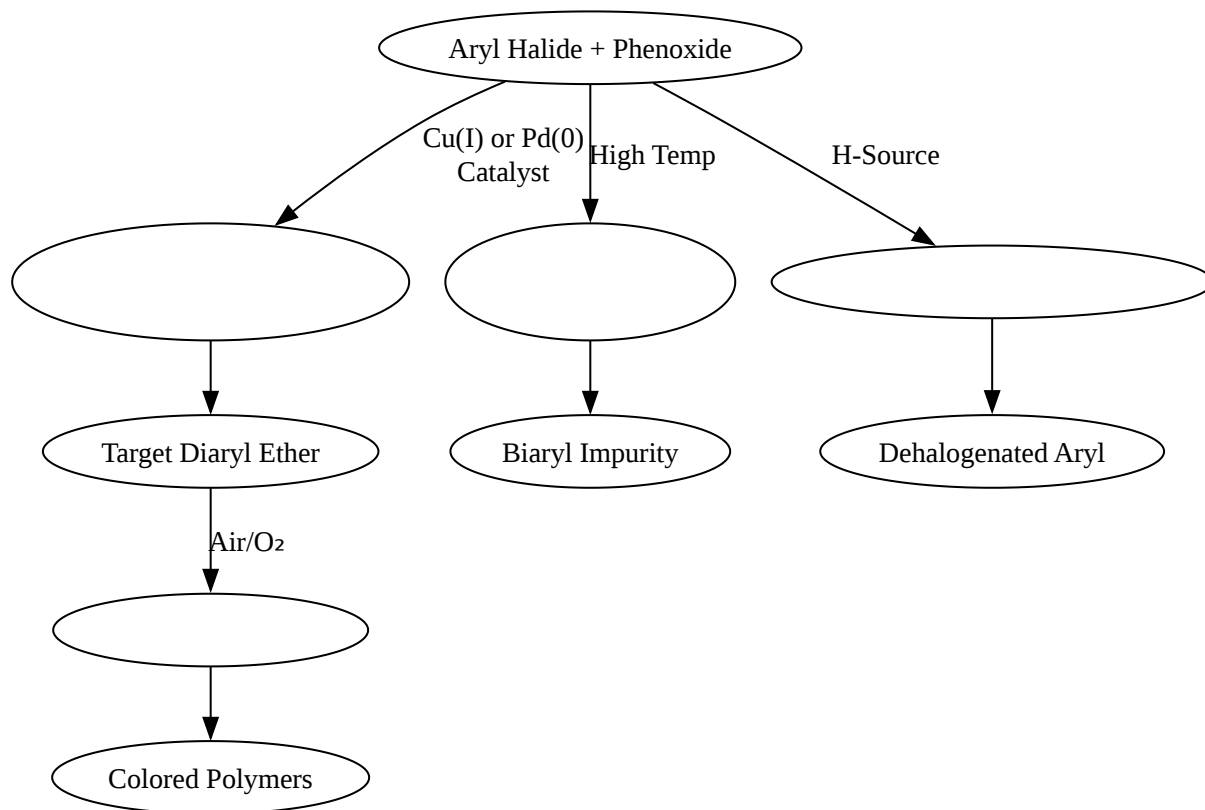 Aryl Halide + Phenoxide
Cu(I) or Pd(0)
Catalyst
High Temp
H-Source
Target Diaryl Ether
Biaryl Impurity
Dehalogenated Aryl
Air/O₂
Colored Polymers